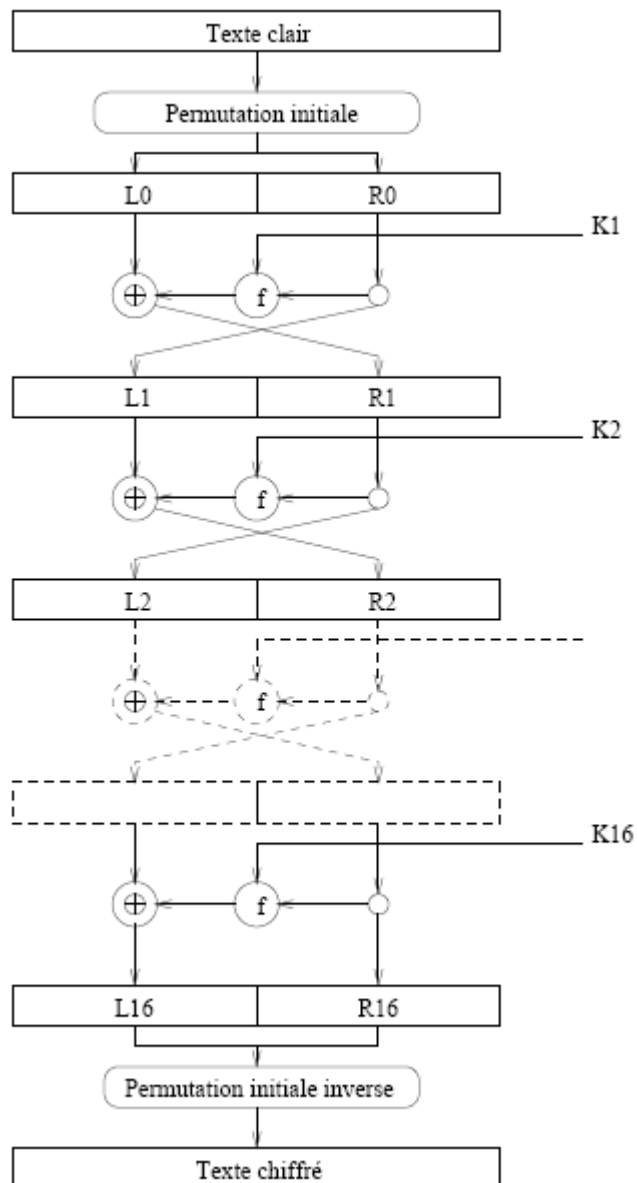 Texte clair
Permutation initiale
L0 R0
K1
⊕ f
L1 R1
K2
⊕ f
L2 R2
⊕ f
K16
⊕ f
L16 R16
Permutation initiale inverse
Texte chiffré